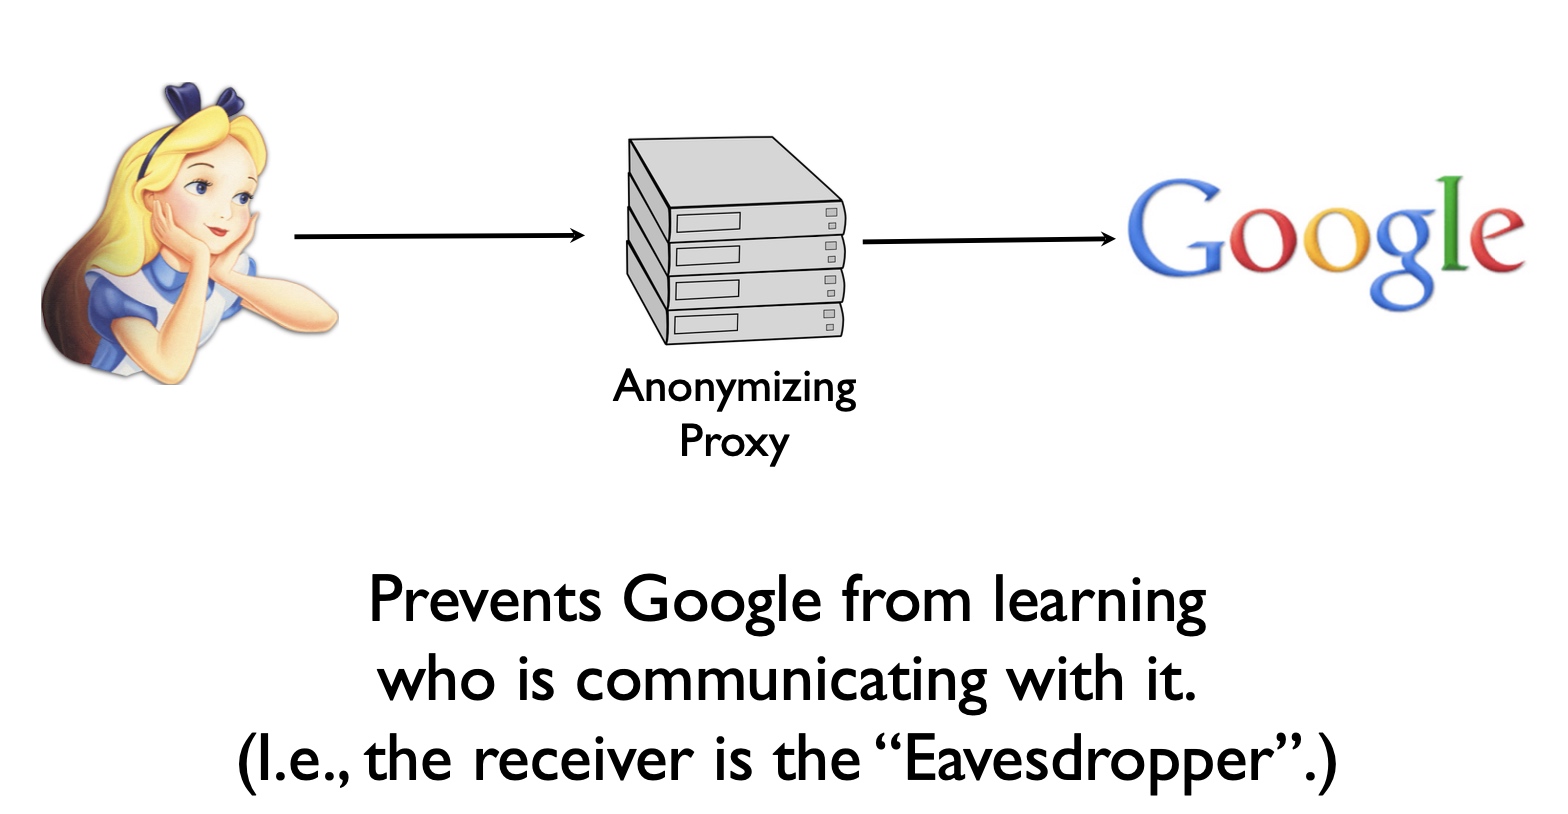 Google
Anonymizing
Proxy
Prevents Google from learning
who is communicating with it.
(I.e., the receiver is the “Eavesdropper”.)